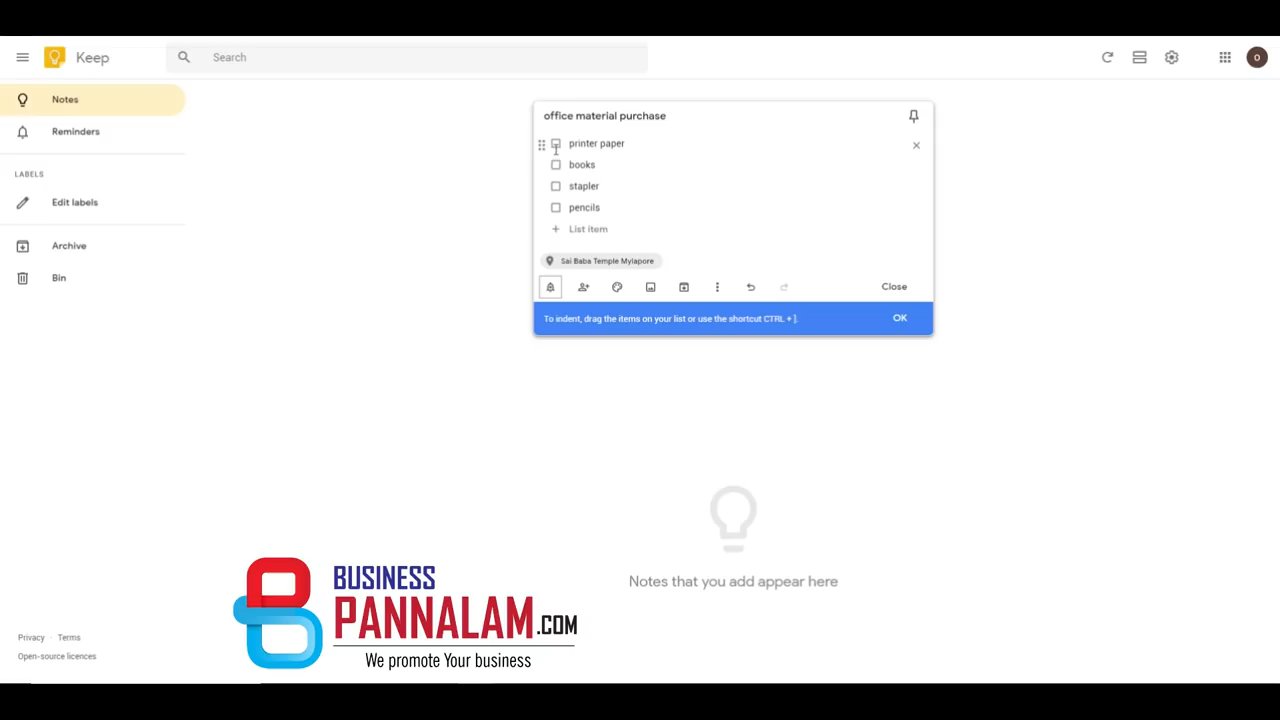 Keep
Search
O
Notes
Reminders
LABELS
Edit labels
Archive
Bin
office material purchase
printer paper
books
stapler
pencils
+ List item
Sai Baba Temple Mylapore
Close
To indent, drag the items on your list or use the shortcut CTRL + ].
OK
Notes that you add appear here
BUSINESS
PANNALAM.COM
We promote Your business
Privacy · Terms
Open-source licences